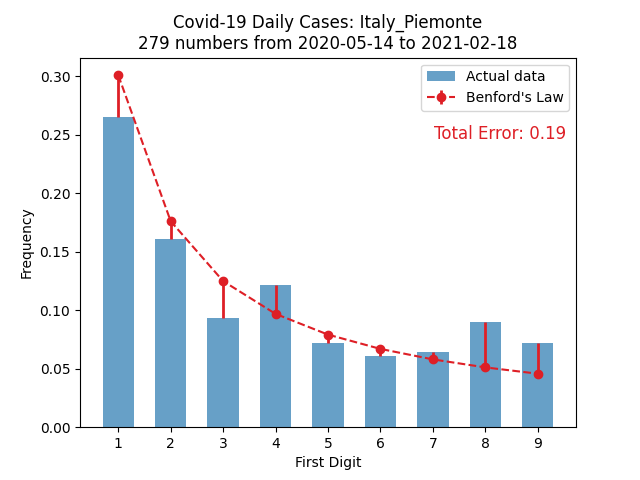 Covid-19 Daily Cases: Italy_Piemonte
279 numbers from 2020-05-14 to 2021-02-18
Actual data
Benford's Law
Total Error: 0.19
Frequency
0.30
0.25
0.20
0.15
0.10
0.05
0.00
1 2 3 4 5 6 7 8 9
First Digit